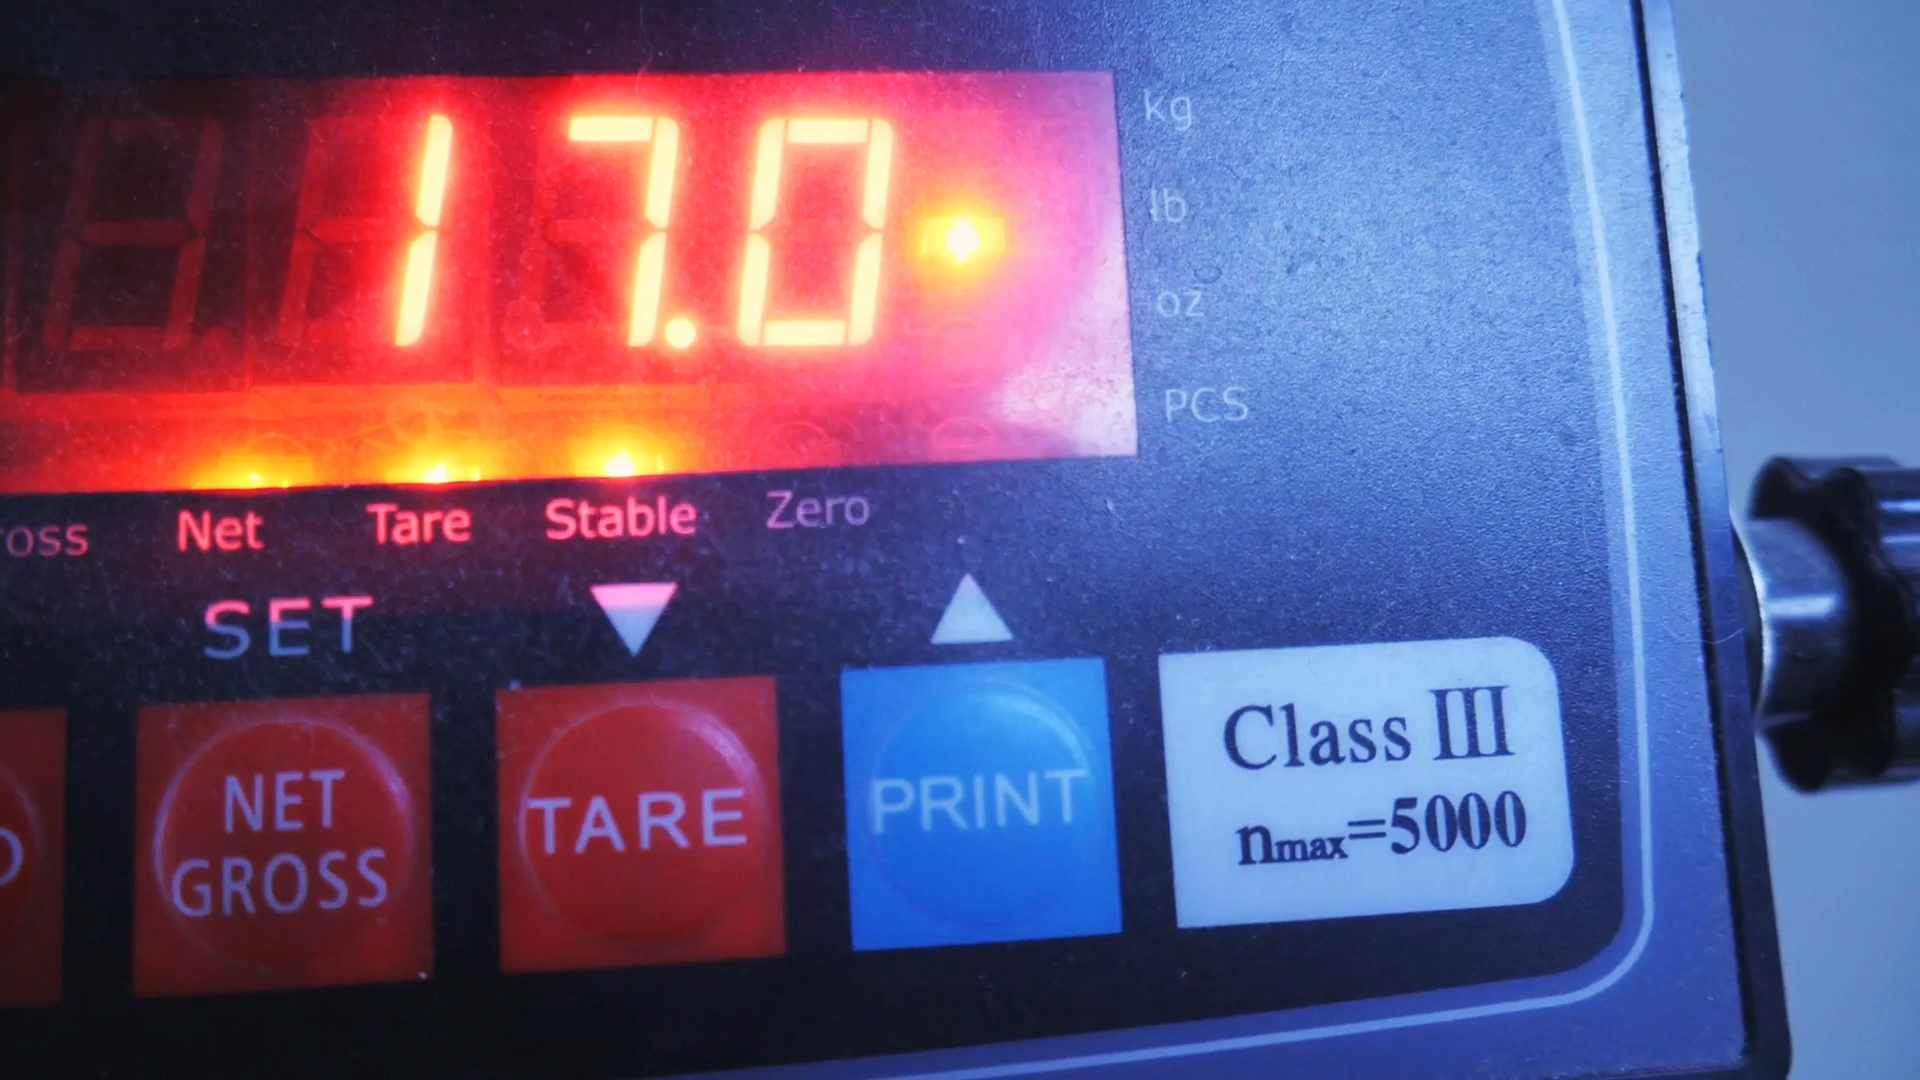 17.0
kg
lb
oz
PCS
oss Net Tare Stable Zero
SET
NET
GROSS
TARE
PRINT
Class III
nmax=5000